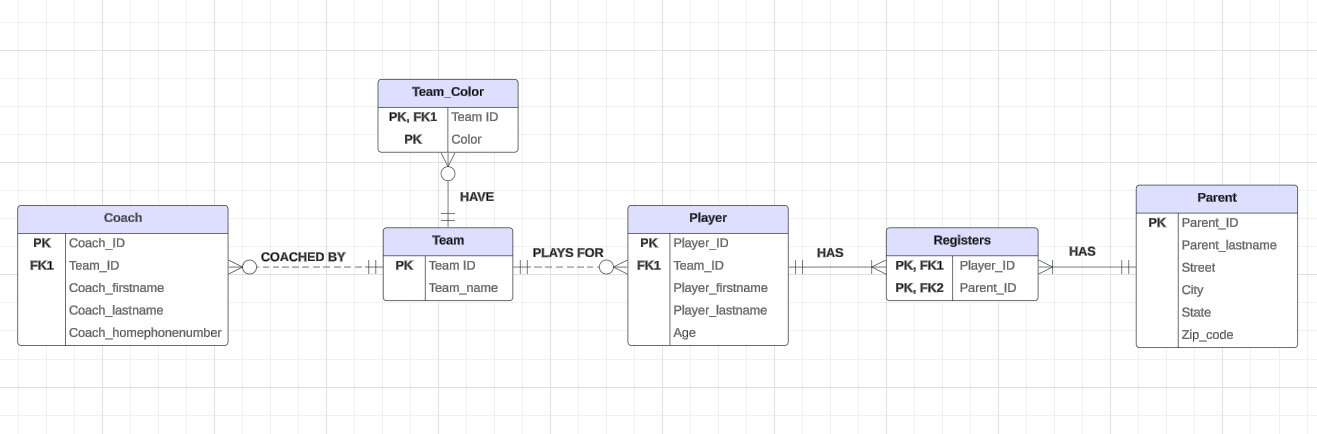 Team_Color
PK, FK1 Team ID
PK Color
HAVE
Coach
PK Coach_ID
FK1 Team_ID
Coach_firstname
Coach_lastname
Coach_homephonenumber
COACHED BY
Team
PK Team ID
Team_name
PLAYS FOR
Player
PK Player_ID
FK1 Team_ID
Player_firstname
Player_lastname
Age
HAS
Registers
PK, FK1 Player_ID
PK, FK2 Parent_ID
HAS
Parent
PK Parent_ID
Parent_lastname
Street
City
State
Zip_code